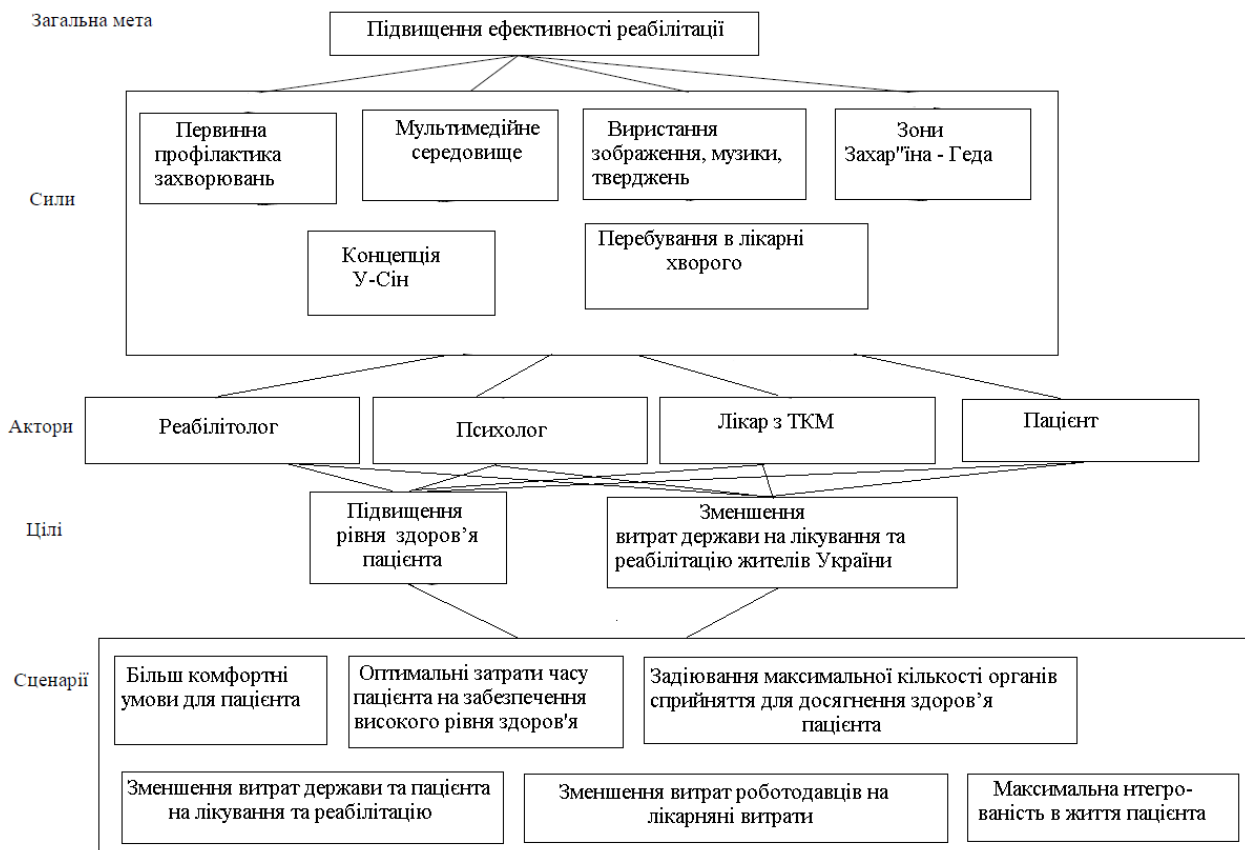 Загальна мета
Підвищення ефективності реабілітації
Сили
Первинна
профілактика
захворювань
Мультимедійне
середовище
Виристання
зображення, музики,
тверджень
Зони
Захар"їна - Геда
Концепція
У-Сін
Перебування в лікарні
хворого
Актори
Реабілітолог
Психолог
Лікар з ТКМ
Пацієнт
Цілі
Підвищення
рівня здоров’я
пацієнта
Зменшення
витрат держави на лікування та
реабілітацію жителів України
Сценарії
Більш комфортні
умови для пацієнта
Оптимальні затрати часу
пацієнта на забезпечення
високого рівня здоров'я
Задіювання максимальної кількості органів
сприйняття для досягнення здоров’я
пацієнта
Зменшення витрат держави та пацієнта
на лікування та реабілітацію
Зменшення витрат роботодавців на
лікарняні витрати
Максимальна нтегро-
ваність в життя пацієнта